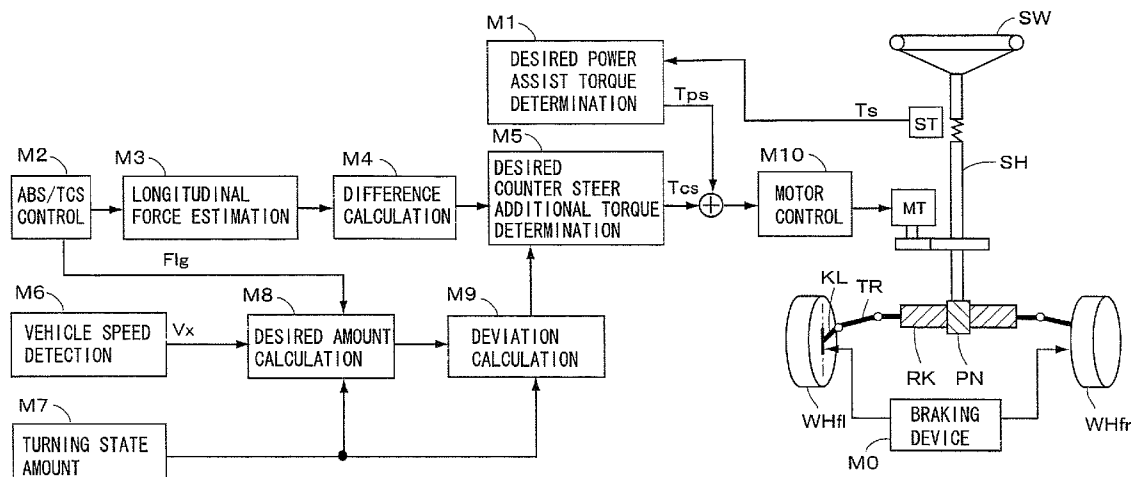 M1
DESIRED POWER
ASSIST TORQUE
DETERMINATION
Tps
Ts
SW
ST
SH
M2
ABS/TCS
CONTROL
M3
LONGITUDINAL
FORCE ESTIMATION
M4
DIFFERENCE
CALCULATION
M5
DESIRED
COUNTER STEER
ADDITIONAL TORQUE
DETERMINATION
Tcs
M10
MOTOR
CONTROL
MT
Flg
M6
VEHICLE SPEED
DETECTION
Vx
M8
DESIRED AMOUNT
CALCULATION
M9
DEVIATION
CALCULATION
KL
TR
RK
PN
WHfl
BRAKING
DEVICE
WHfr
M0
M7
TURNING STATE
AMOUNT